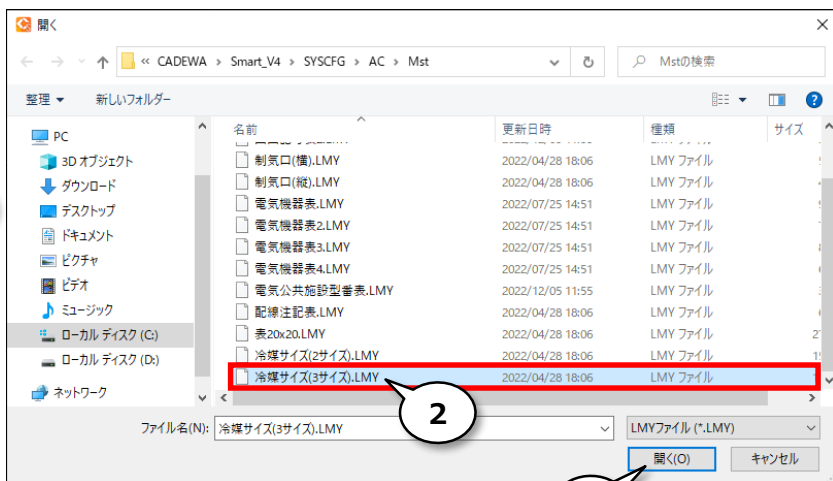 開く
« CADEWA › Smart_V4 › SYSCFG › AC › Mst
Mstの検索
整理 新しいフォルダー
PC
3D オブジェクト
ダウンロード
デスクトップ
ドキュメント
ピクチャ
ビデオ
ミュージック
ローカル ディスク (C:)
ローカル ディスク (D:)
ネットワーク
名前 更新日時 種類 サイズ
制気口(横).LMY 2022/04/28 18:06 LMY ファイル
制気口(縦).LMY 2022/04/28 18:06 LMY ファイル
電気機器表.LMY 2022/07/25 14:51 LMY ファイル
電気機器表2.LMY 2022/07/25 14:51 LMY ファイル
電気機器表3.LMY 2022/07/25 14:51 LMY ファイル
電気機器表4.LMY 2022/07/25 14:51 LMY ファイル
電気公共施設型番表.LMY 2022/12/05 11:55 LMY ファイル
配線注記表.LMY 2022/04/28 18:06 LMY ファイル
表20x20.LMY 2022/04/28 18:06 LMY ファイル
冷媒サイズ(2サイズ).LMY 2022/04/28 18:06 LMY ファイル
冷媒サイズ(3サイズ).LMY 2022/04/28 18:06 LMY ファイル
2
ファイル名(N): 冷媒サイズ(3サイズ).LMY LMYファイル (*.LMY)
開く(O) キャンセル